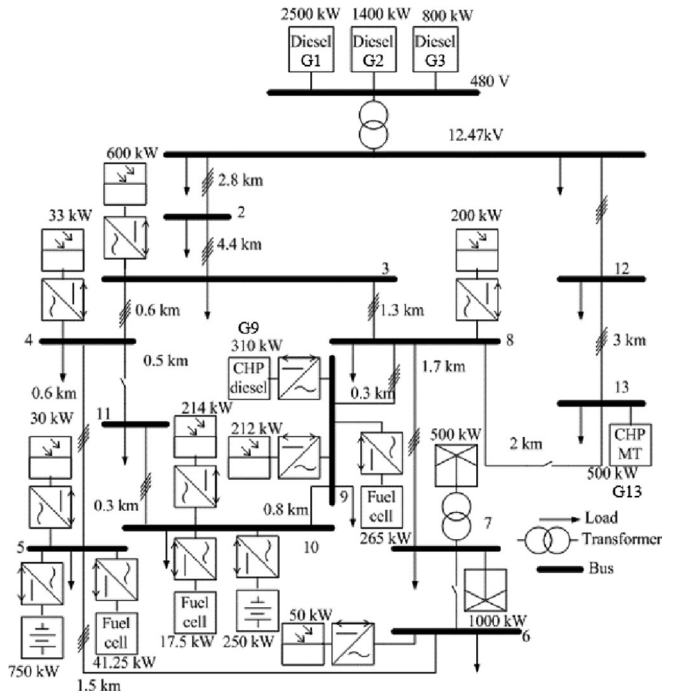 2500 kW 1400 kW 800 kW
Diesel G1
Diesel G2
Diesel G3
480 V
12.47kV
600 kW
2.8 km
2
33 kW
4.4 km
200 kW
3
12
0.6 km
1.3 km
4
G9
8
3 km
310 kW
0.5 km
CHP diesel
1.7 km
0.6 km
0.3 km
13
30 kW
11
214 kW
212 kW
500 kW
2 km
CHP MT
500 kW
G13
0.3 km
0.8 km
9
Fuel cell
265 kW
7
Load
Transformer
Bus
5
10
Fuel cell
Fuel cell
50 kW
1000 kW
6
750 kW
41.25 kW
17.5 kW
250 kW
1.5 km